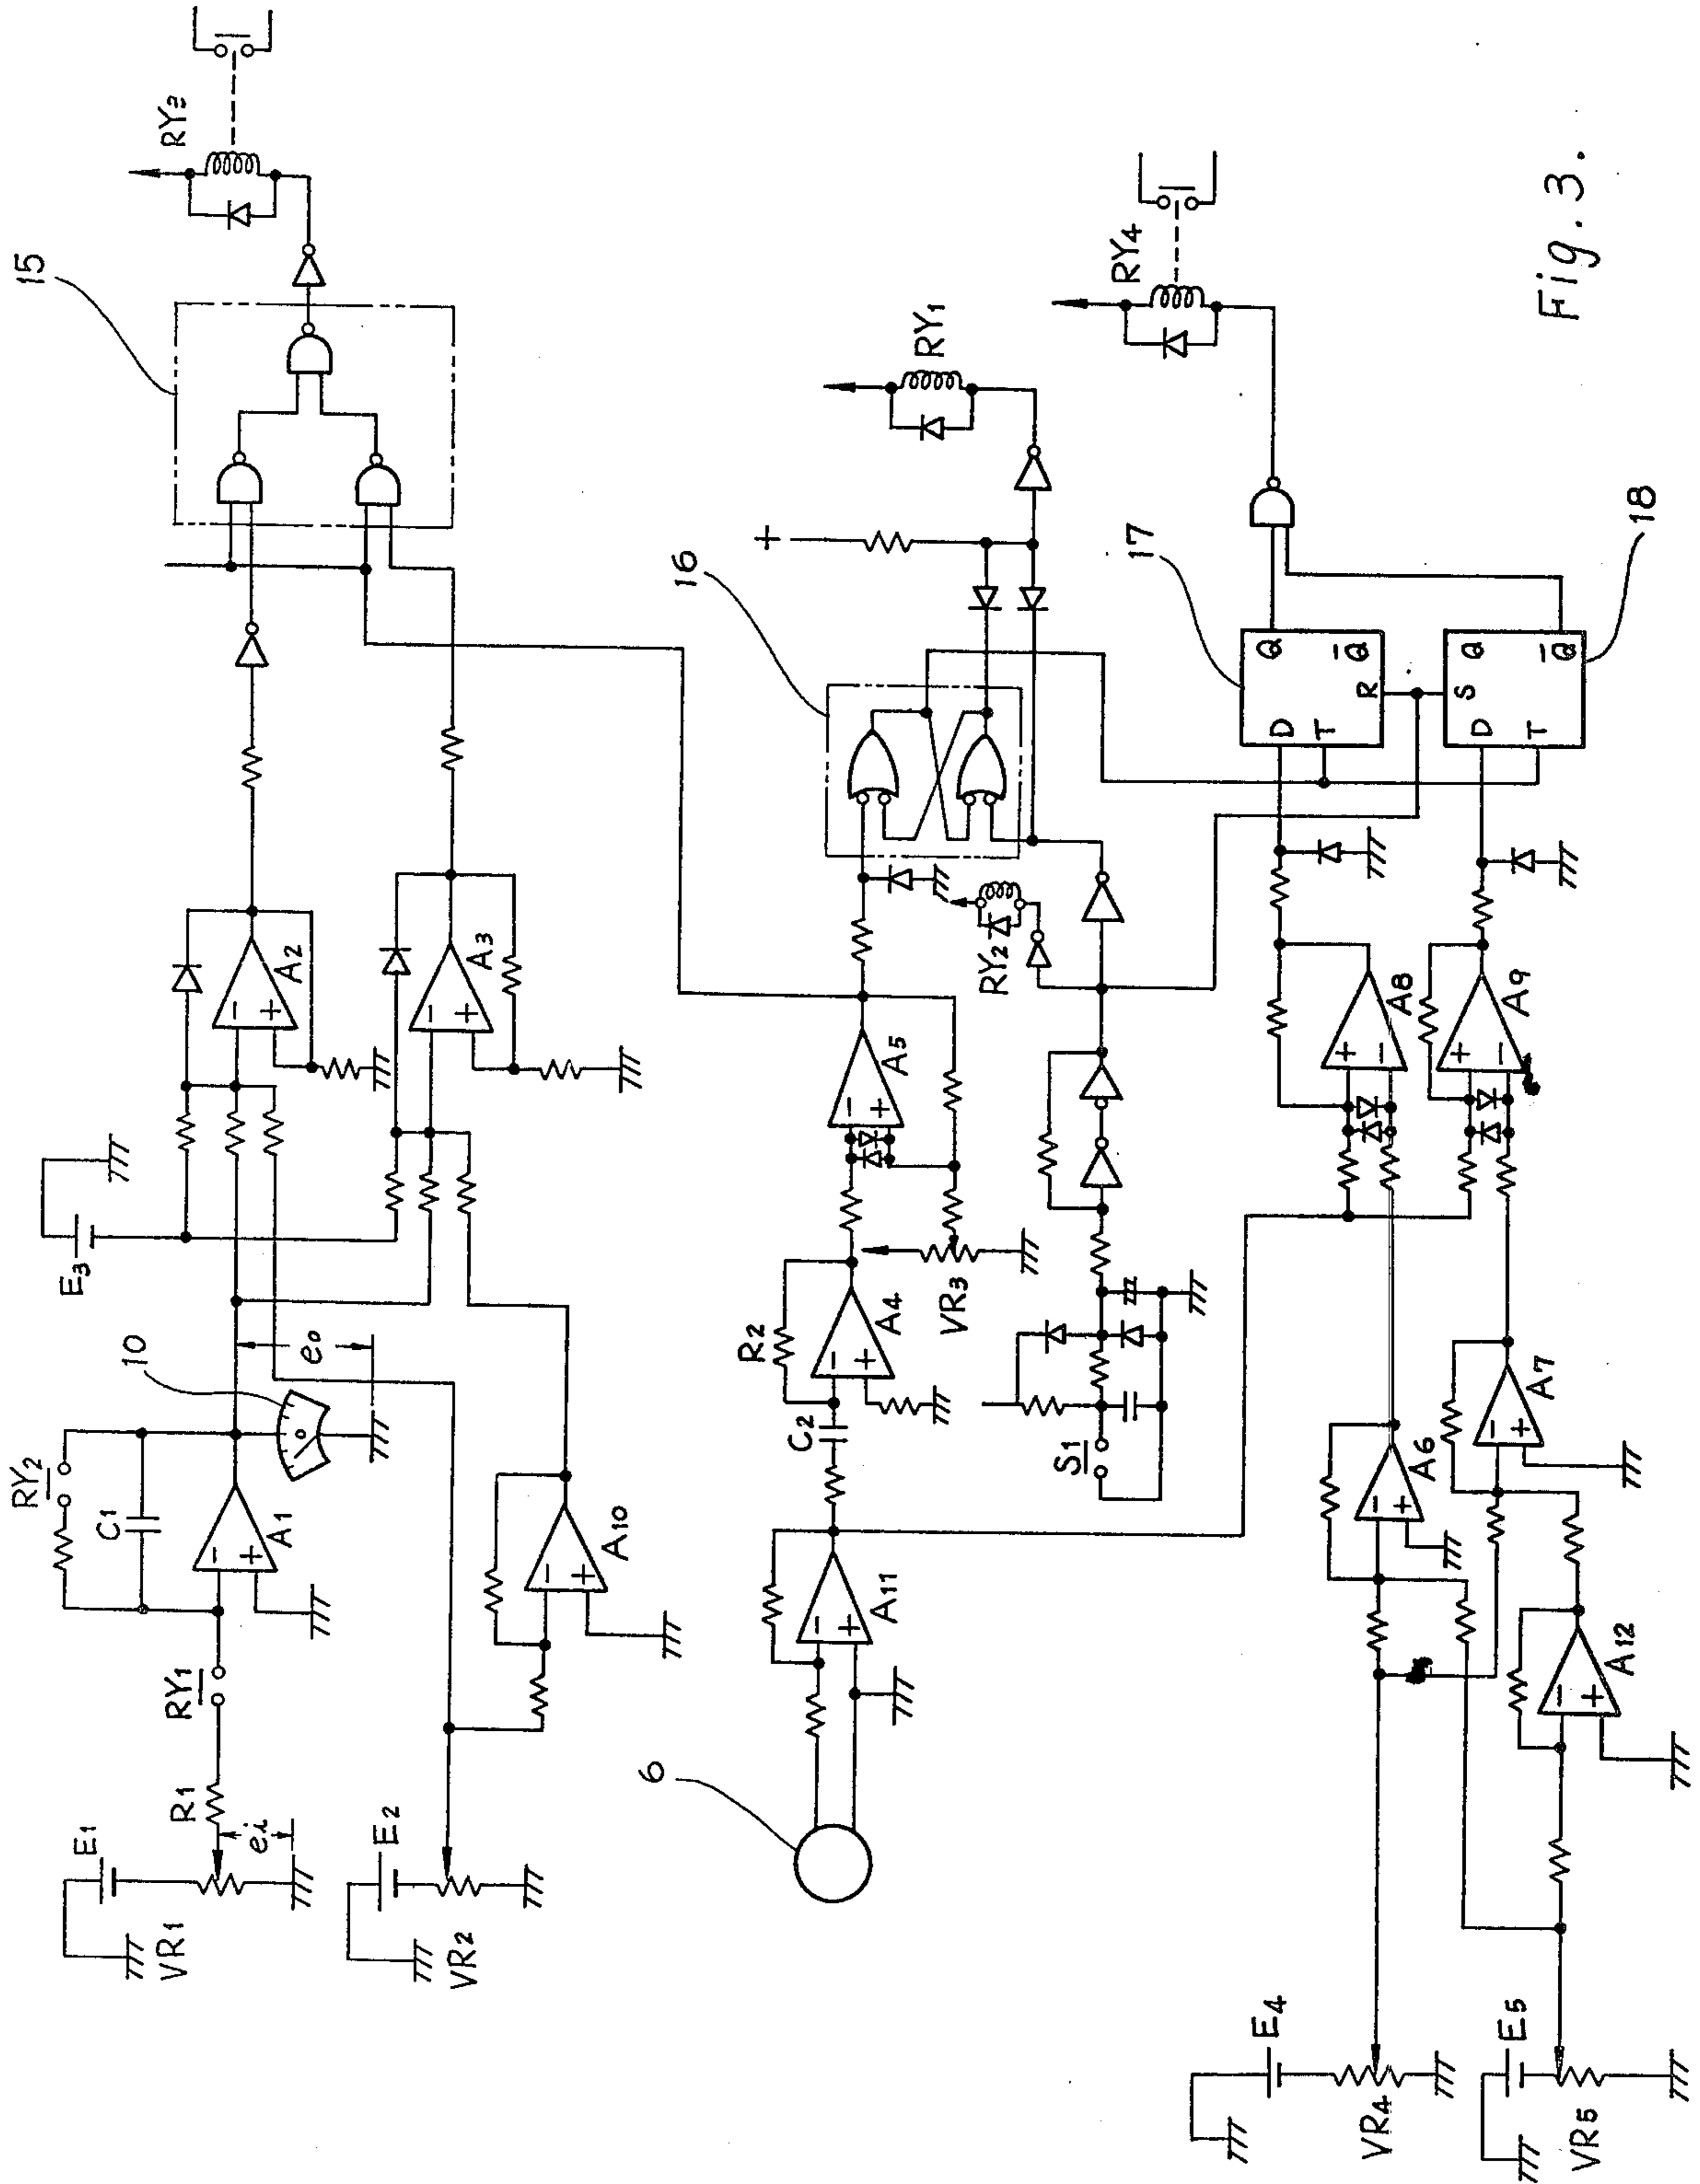 15
RY3
RY2
10
E3
A2
A3
C1
A1
eo
RY1
R1
E1
ei
VR1
E2
VR2
A10
16
RY1
RY4
A5
RY2
R2
A4
C2
VR3
S1
A11
6
17
D Q
T Q̅
R
S
D Q
T Q̅
18
A8
A9
A6
A7
A12
E4
VR4
E5
VR5
Fig. 3.